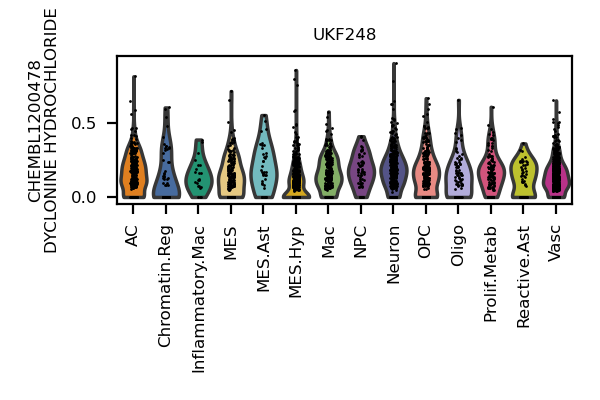 UKF248
CHEMBL1200478
DYCLONINE HYDROCHLORIDE
0.5
0.0
AC
Chromatin.Reg
Inflammatory.Mac
MES
MES.Ast
MES.Hyp
Mac
NPC
Neuron
OPC
Oligo
Prolif.Metab
Reactive.Ast
Vasc